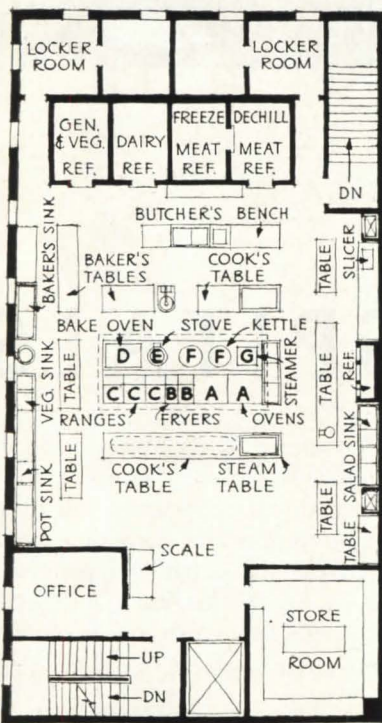 LOCKER
ROOM
LOCKER
ROOM
GEN.
& VEG.
REF.
DAIRY
REF.
FREEZE
MEAT
REF.
DECHILL
MEAT
REF.
DN
BUTCHER'S BENCH
BAKER'S SINK
BAKER'S
TABLES
COOK'S
TABLE
TABLE
SLICER
BAKE OVEN
STOVE
KETTLE
D E F F G
STEAMER
C C C B B A A
RANGES
FRYERS
OVENS
VEG. SINK
TABLE
TABLE
REF.
POT SINK
TABLE
COOK'S
TABLE
STEAM
TABLE
SALAD SINK
TABLE
TABLE
SCALE
OFFICE
STORE
ROOM
UP
DN